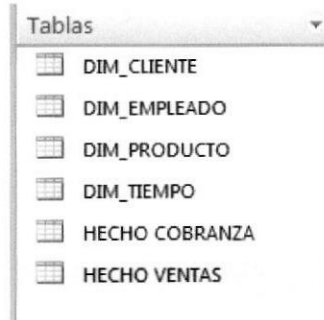 Tablas
DIM_CLIENTE
DIM_EMPLEADO
DIM_PRODUCTO
DIM_TIEMPO
HECHO COBRANZA
HECHO VENTAS